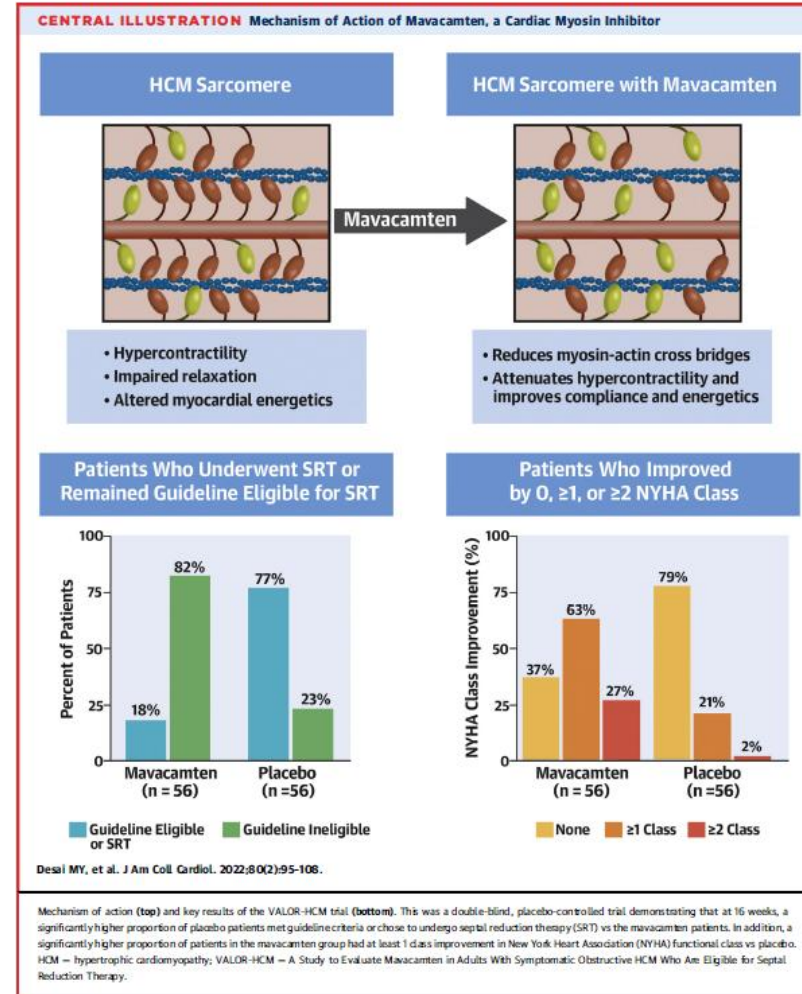 CENTRAL ILLUSTRATION Mechanism of Action of Mavacamten, a Cardiac Myosin Inhibitor
HCM Sarcomere
HCM Sarcomere with Mavacamten
Mavacamten
• Hypercontractility
• Impaired relaxation
• Altered myocardial energetics
• Reduces myosin-actin cross bridges
• Attenuates hypercontractility and
improves compliance and energetics
Patients Who Underwent SRT or
Remained Guideline Eligible for SRT
100
75
50
25
0
Percent of Patients
18%
82%
77%
23%
Mavacamten
(n = 56)
Placebo
(n =56)
Guideline Eligible
or SRT
Guideline Ineligible
Patients Who Improved
by 0, ≥1, or ≥2 NYHA Class
100
75
50
25
0
NYHA Class Improvement (%)
37%
63%
27%
79%
21%
2%
Mavacamten
(n = 56)
Placebo
(n =56)
None
≥1 Class
≥2 Class
Desai MY, et al. J Am Coll Cardiol. 2022;80(2):95-108.
Mechanism of action (top) and key results of the VALOR-HCM trial (bottom). This was a double-blind, placebo-controlled trial demonstrating that at 16 weeks, a
significantly higher proportion of placebo patients met guideline criteria or chose to undergo septal reduction therapy (SRT) vs the mavacamten patients. In addition, a
significantly higher proportion of patients in the mavacamten group had at least 1 class improvement in New York Heart Association (NYHA) functional class vs placebo.
HCM = hypertrophic cardiomyopathy; VALOR-HCM = A Study to Evaluate Mavacamten in Adults With Symptomatic Obstructive HCM Who Are Eligible for Septal
Reduction Therapy.